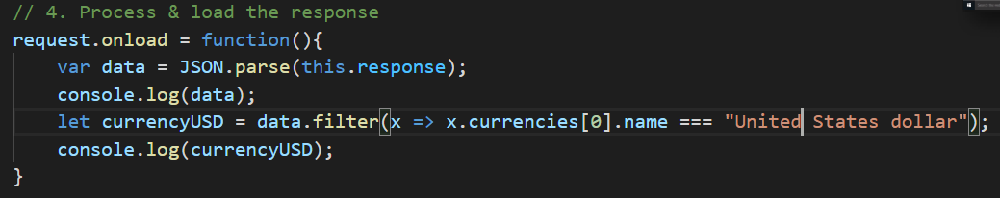 // 4. Process & load the response
request.onload = function(){
    var data = JSON.parse(this.response);
    console.log(data);
    let currencyUSD = data.filter(x => x.currencies[0].name === "United States dollar");
    console.log(currencyUSD);
}